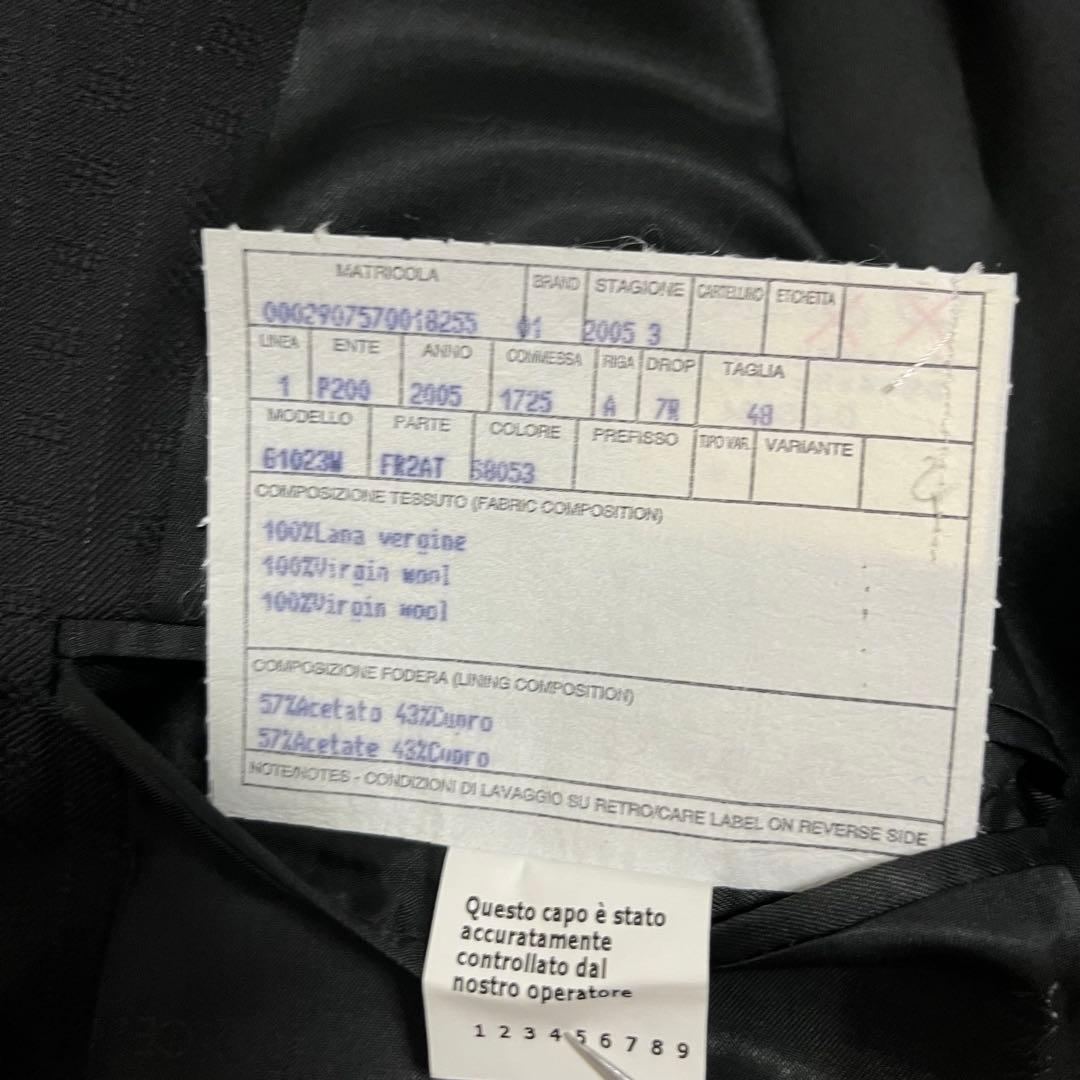 MATRICOLA BRAND STAGIONE CARTELLINO ETICHETTA
0002907570018255 01 2005 3
LINEA ENTE ANNO COMMESSA RIGA DROP TAGLIA
1 P200 2005 1725 A 7R 48
MODELLO PARTE COLORE PREFISSO TIPO VAR. VARIANTE
G1023W FR2AT 58053
COMPOSIZIONE TESSUTO (FABRIC COMPOSITION)
100%Lana vergine
100%Virgin wool
100%Virgin wool
COMPOSIZIONE FODERA (LINING COMPOSITION)
57%Acetato 43%Cupro
57%Acetate 43%Cupro
NOTE/NOTES - CONDIZIONI DI LAVAGGIO SU RETRO/CARE LABEL ON REVERSE SIDE
Questo capo è stato
accuratamente
controllato dal
nostro operatore
1 2 3 4 5 6 7 8 9